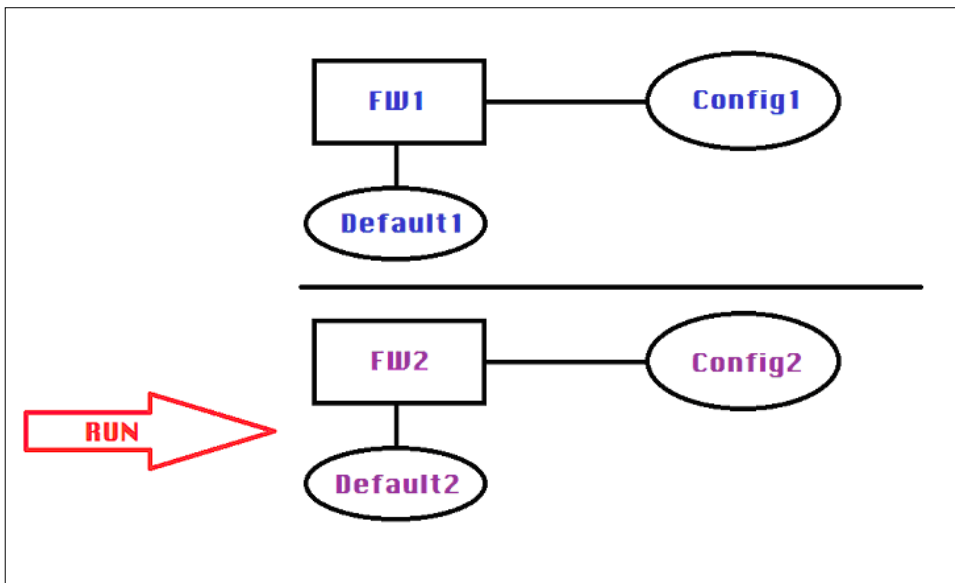 FW1
Config1
Default1
FW2
Config2
RUN
Default2